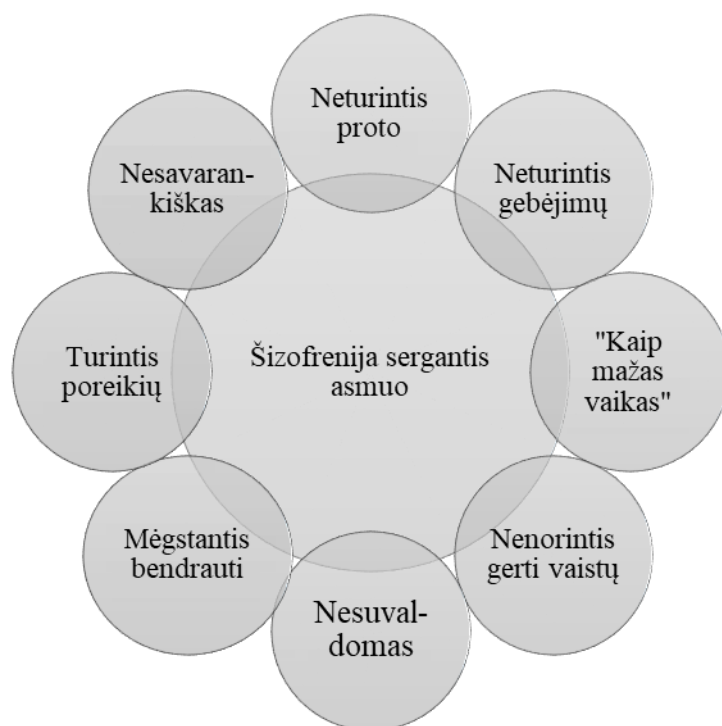 Neturintis
proto
Neturintis
gebėjimų
"Kaip
mažas
vaikas"
Nenorintis
gerti vaistų
Nesuval-
domas
Mėgstantis
bendrauti
Turintis
poreikių
Nesavaran-
kiškas
Šizofrenija sergantis
asmuo